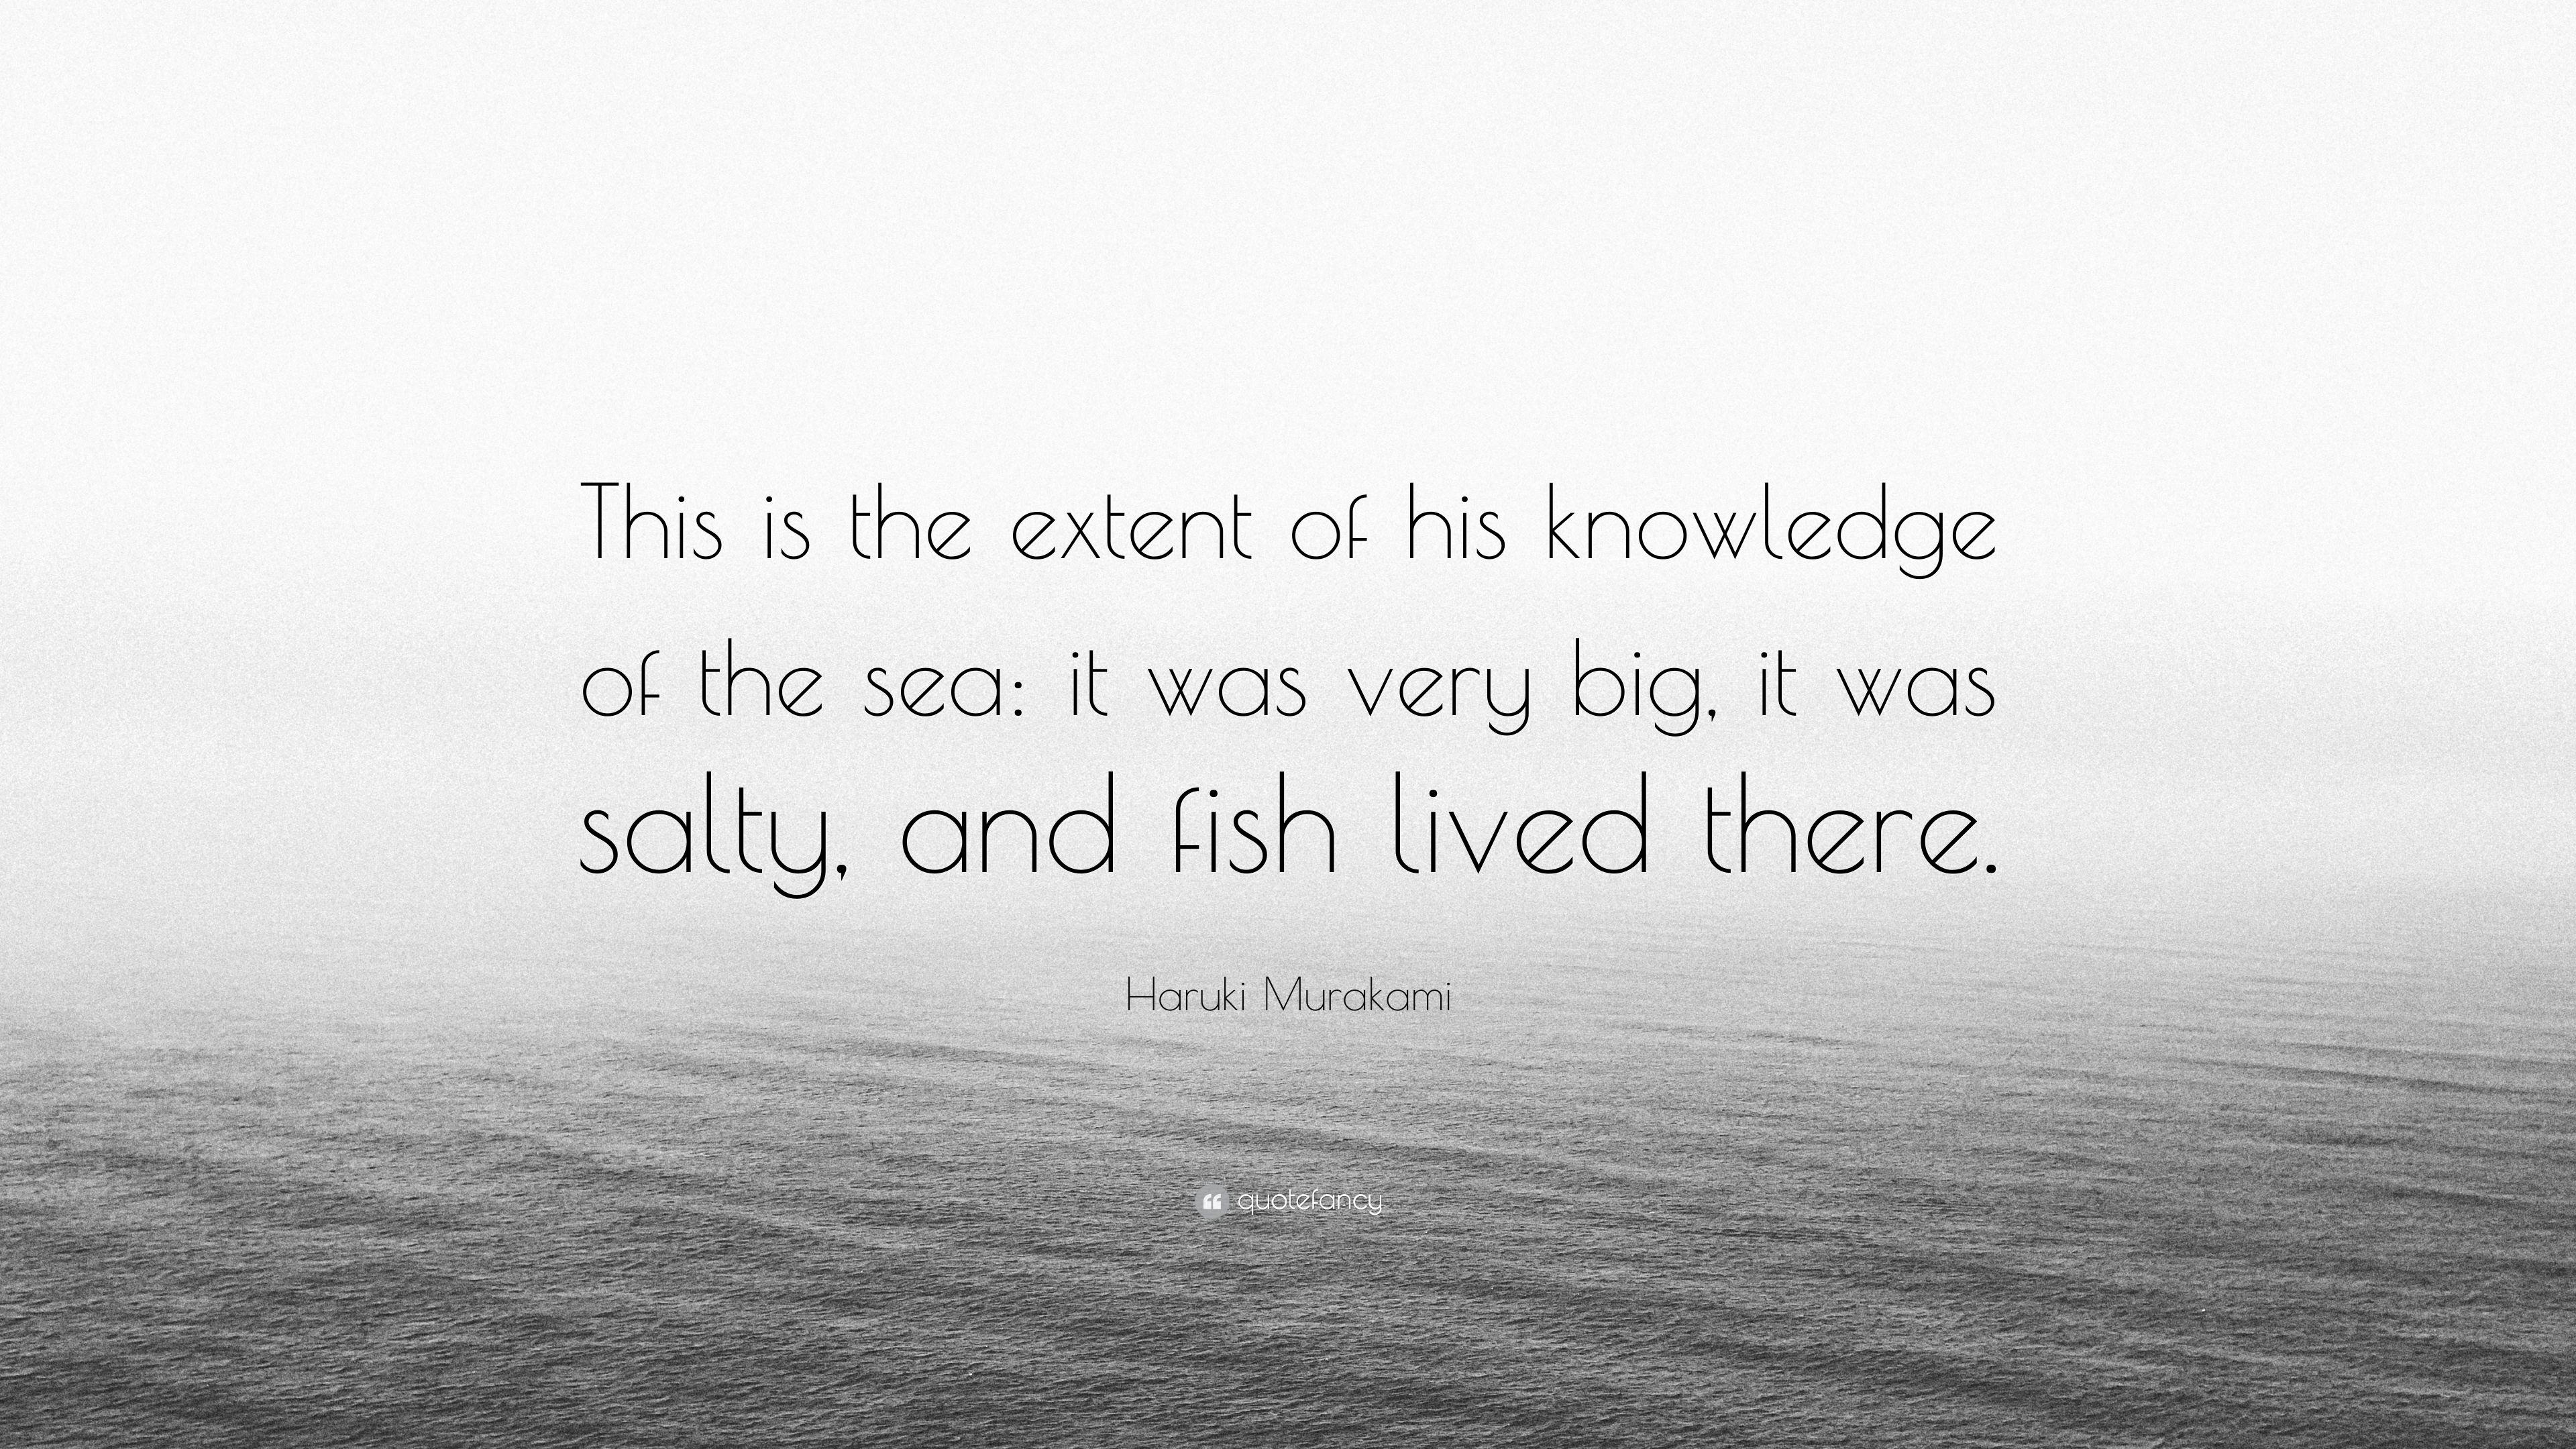 This is the extent of his knowledge
of the sea: it was very big, it was
salty, and fish lived there.
Haruki Murakami
quotefancy